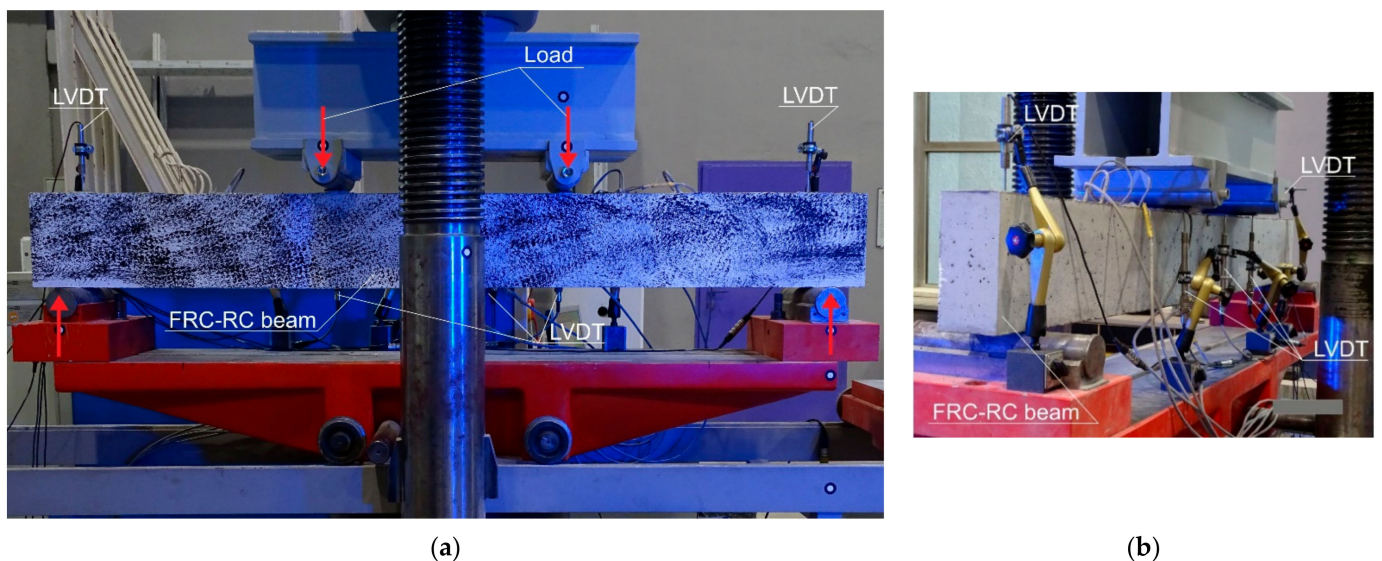 Load
LVDT
LVDT
FRC-RC beam
LVDT
LVDT
LVDT
LVDT
FRC-RC beam
(a)
(b)